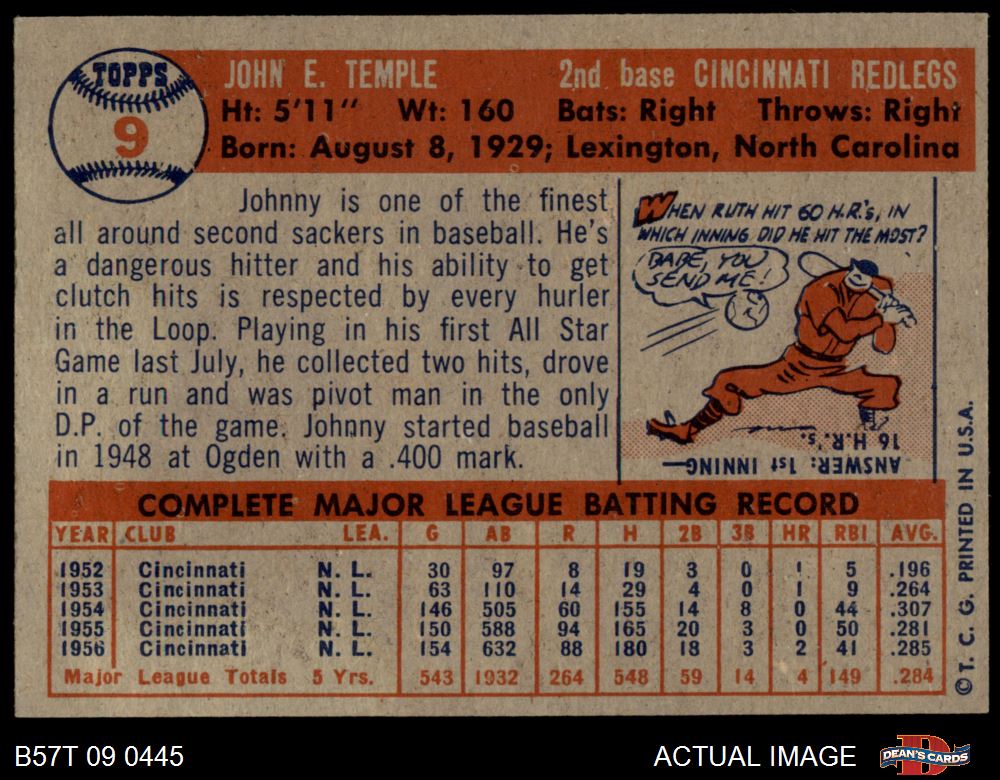 TOPPS
9
JOHN E. TEMPLE 2nd base CINCINNATI REDLEGS
Ht: 5'11" Wt: 160 Bats: Right Throws: Right
Born: August 8, 1929; Lexington, North Carolina
Johnny is one of the finest
all around second sackers in baseball. He's
a dangerous hitter and his ability to get
clutch hits is respected by every hurler
in the Loop. Playing in his first All Star
Game last July, he collected two hits, drove
in a run and was pivot man in the only
D.P. of the game. Johnny started baseball
in 1948 at Ogden with a .400 mark.
WHEN RUTH HIT 60 H.R.'s, IN
WHICH INNING DID HE HIT THE MOST?
BABE, YOU
SEND ME!
ANSWER: 1st INNING—
16 H.R.'s.
COMPLETE MAJOR LEAGUE BATTING RECORD
YEAR CLUB LEA. G AB R H 2B 3B HR RBI AVG.
1952 Cincinnati N. L. 30 97 8 19 3 0 1 5 .196
1953 Cincinnati N. L. 63 110 14 29 4 0 1 9 .264
1954 Cincinnati N. L. 146 505 60 155 14 8 0 44 .307
1955 Cincinnati N. L. 150 588 94 165 20 3 0 50 .281
1956 Cincinnati N. L. 154 632 88 180 18 3 2 41 .285
Major League Totals 5 Yrs. 543 1932 264 548 59 14 4 149 .284
© T. C. G. PRINTED IN U.S.A.
B57T 09 0445
ACTUAL IMAGE
DEAN'S CARDS